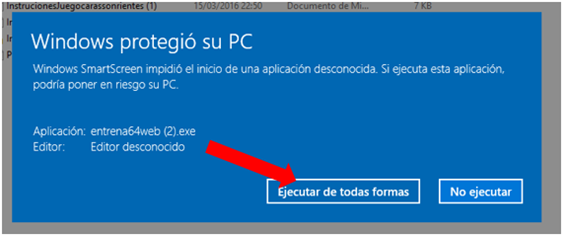 InstrucionesJuegocarassonrientes (1) 15/03/2016 22:50 Documento de Mi... 7 KB
Windows protegió su PC
Windows SmartScreen impidió el inicio de una aplicación desconocida. Si ejecuta esta aplicación,
podría poner en riesgo su PC.
Aplicación: entrena64web (2).exe
Editor: Editor desconocido
Ejecutar de todas formas No ejecutar